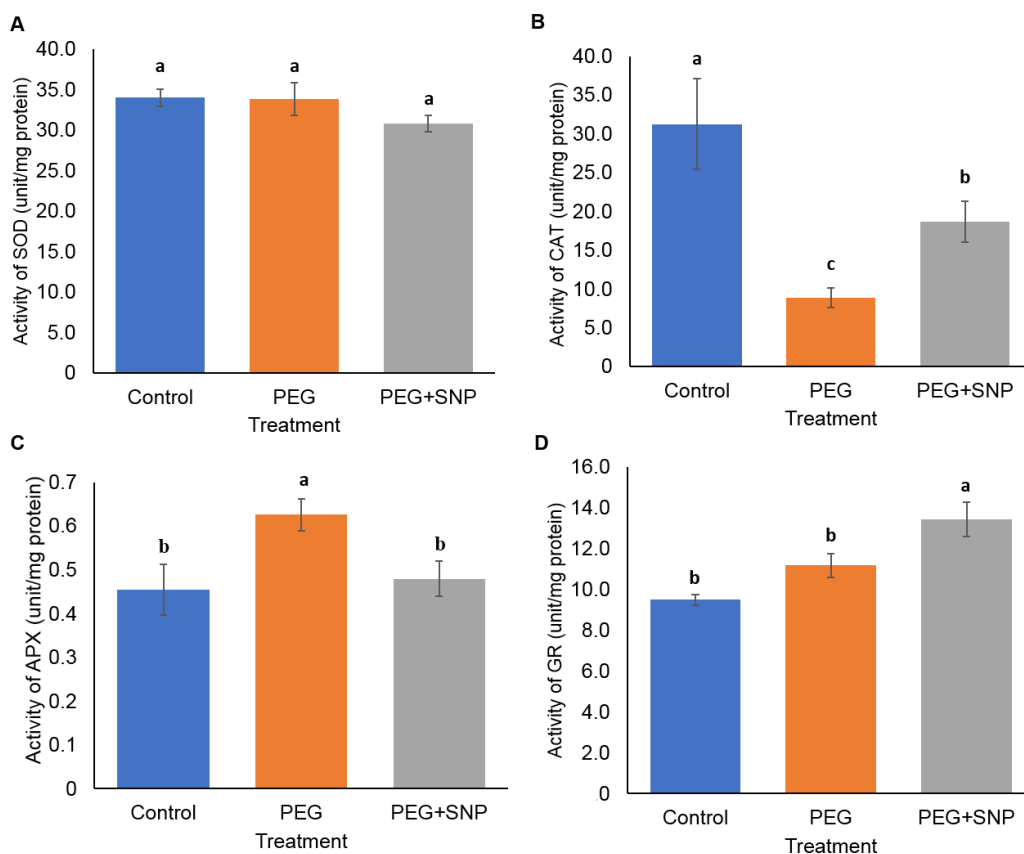 A
Activity of SOD (unit/mg protein)
40.0
35.0
30.0
25.0
20.0
15.0
10.0
5.0
0
a
a
a
Control
PEG
PEG+SNP
Treatment
B
Activity of CAT (unit/mg protein)
40.0
35.0
30.0
25.0
20.0
15.0
10.0
5.0
0
a
c
b
Control
PEG
PEG+SNP
Treatment
C
Activity of APX (unit/mg protein)
0.7
0.6
0.5
0.4
0.3
0.2
0.1
0
b
a
b
Control
PEG
PEG+SNP
Treatment
D
Activity of GR (unit/mg protein)
16.0
14.0
12.0
10.0
8.0
6.0
4.0
2.0
0
b
b
a
Control
PEG
PEG+SNP
Treatment